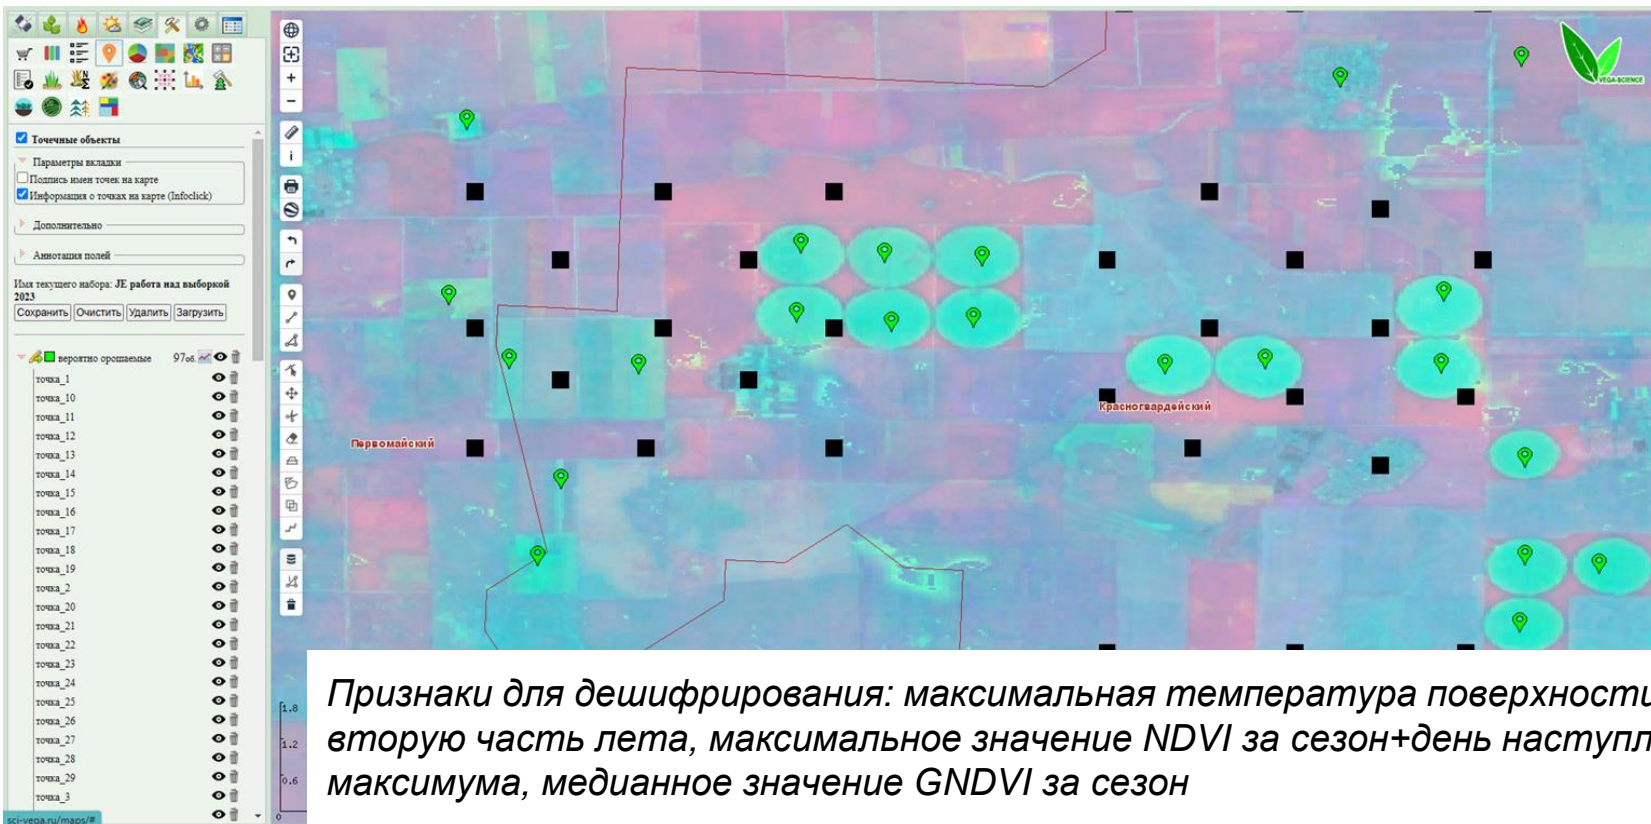 Точечные объекты
Параметры вкладки
Подпись имен точек на карте
Информация о точках на карте (Infoclick)
Дополнительно
Аннотация полей
Имя текущего набора: JE работа над выборкой
2023
Сохранить Очистить Удалить Загрузить
вероятно орошаемые 97об.
точка_1
точка_10
точка_11
точка_12
точка_13
точка_14
точка_15
точка_16
точка_17
точка_18
точка_19
точка_2
точка_20
точка_21
точка_22
точка_23
точка_24
точка_25
точка_26
точка_27
точка_28
точка_29
точка_3
sci-vega.ru/maps/#
VEGA-SCIENCE
Красногвардейский
Первомайский
1.8
1.2
0.6
0
Признаки для дешифрирования: максимальная температура поверхности
вторую часть лета, максимальное значение NDVI за сезон+день наступл
максимума, медианное значение GNDVI за сезон